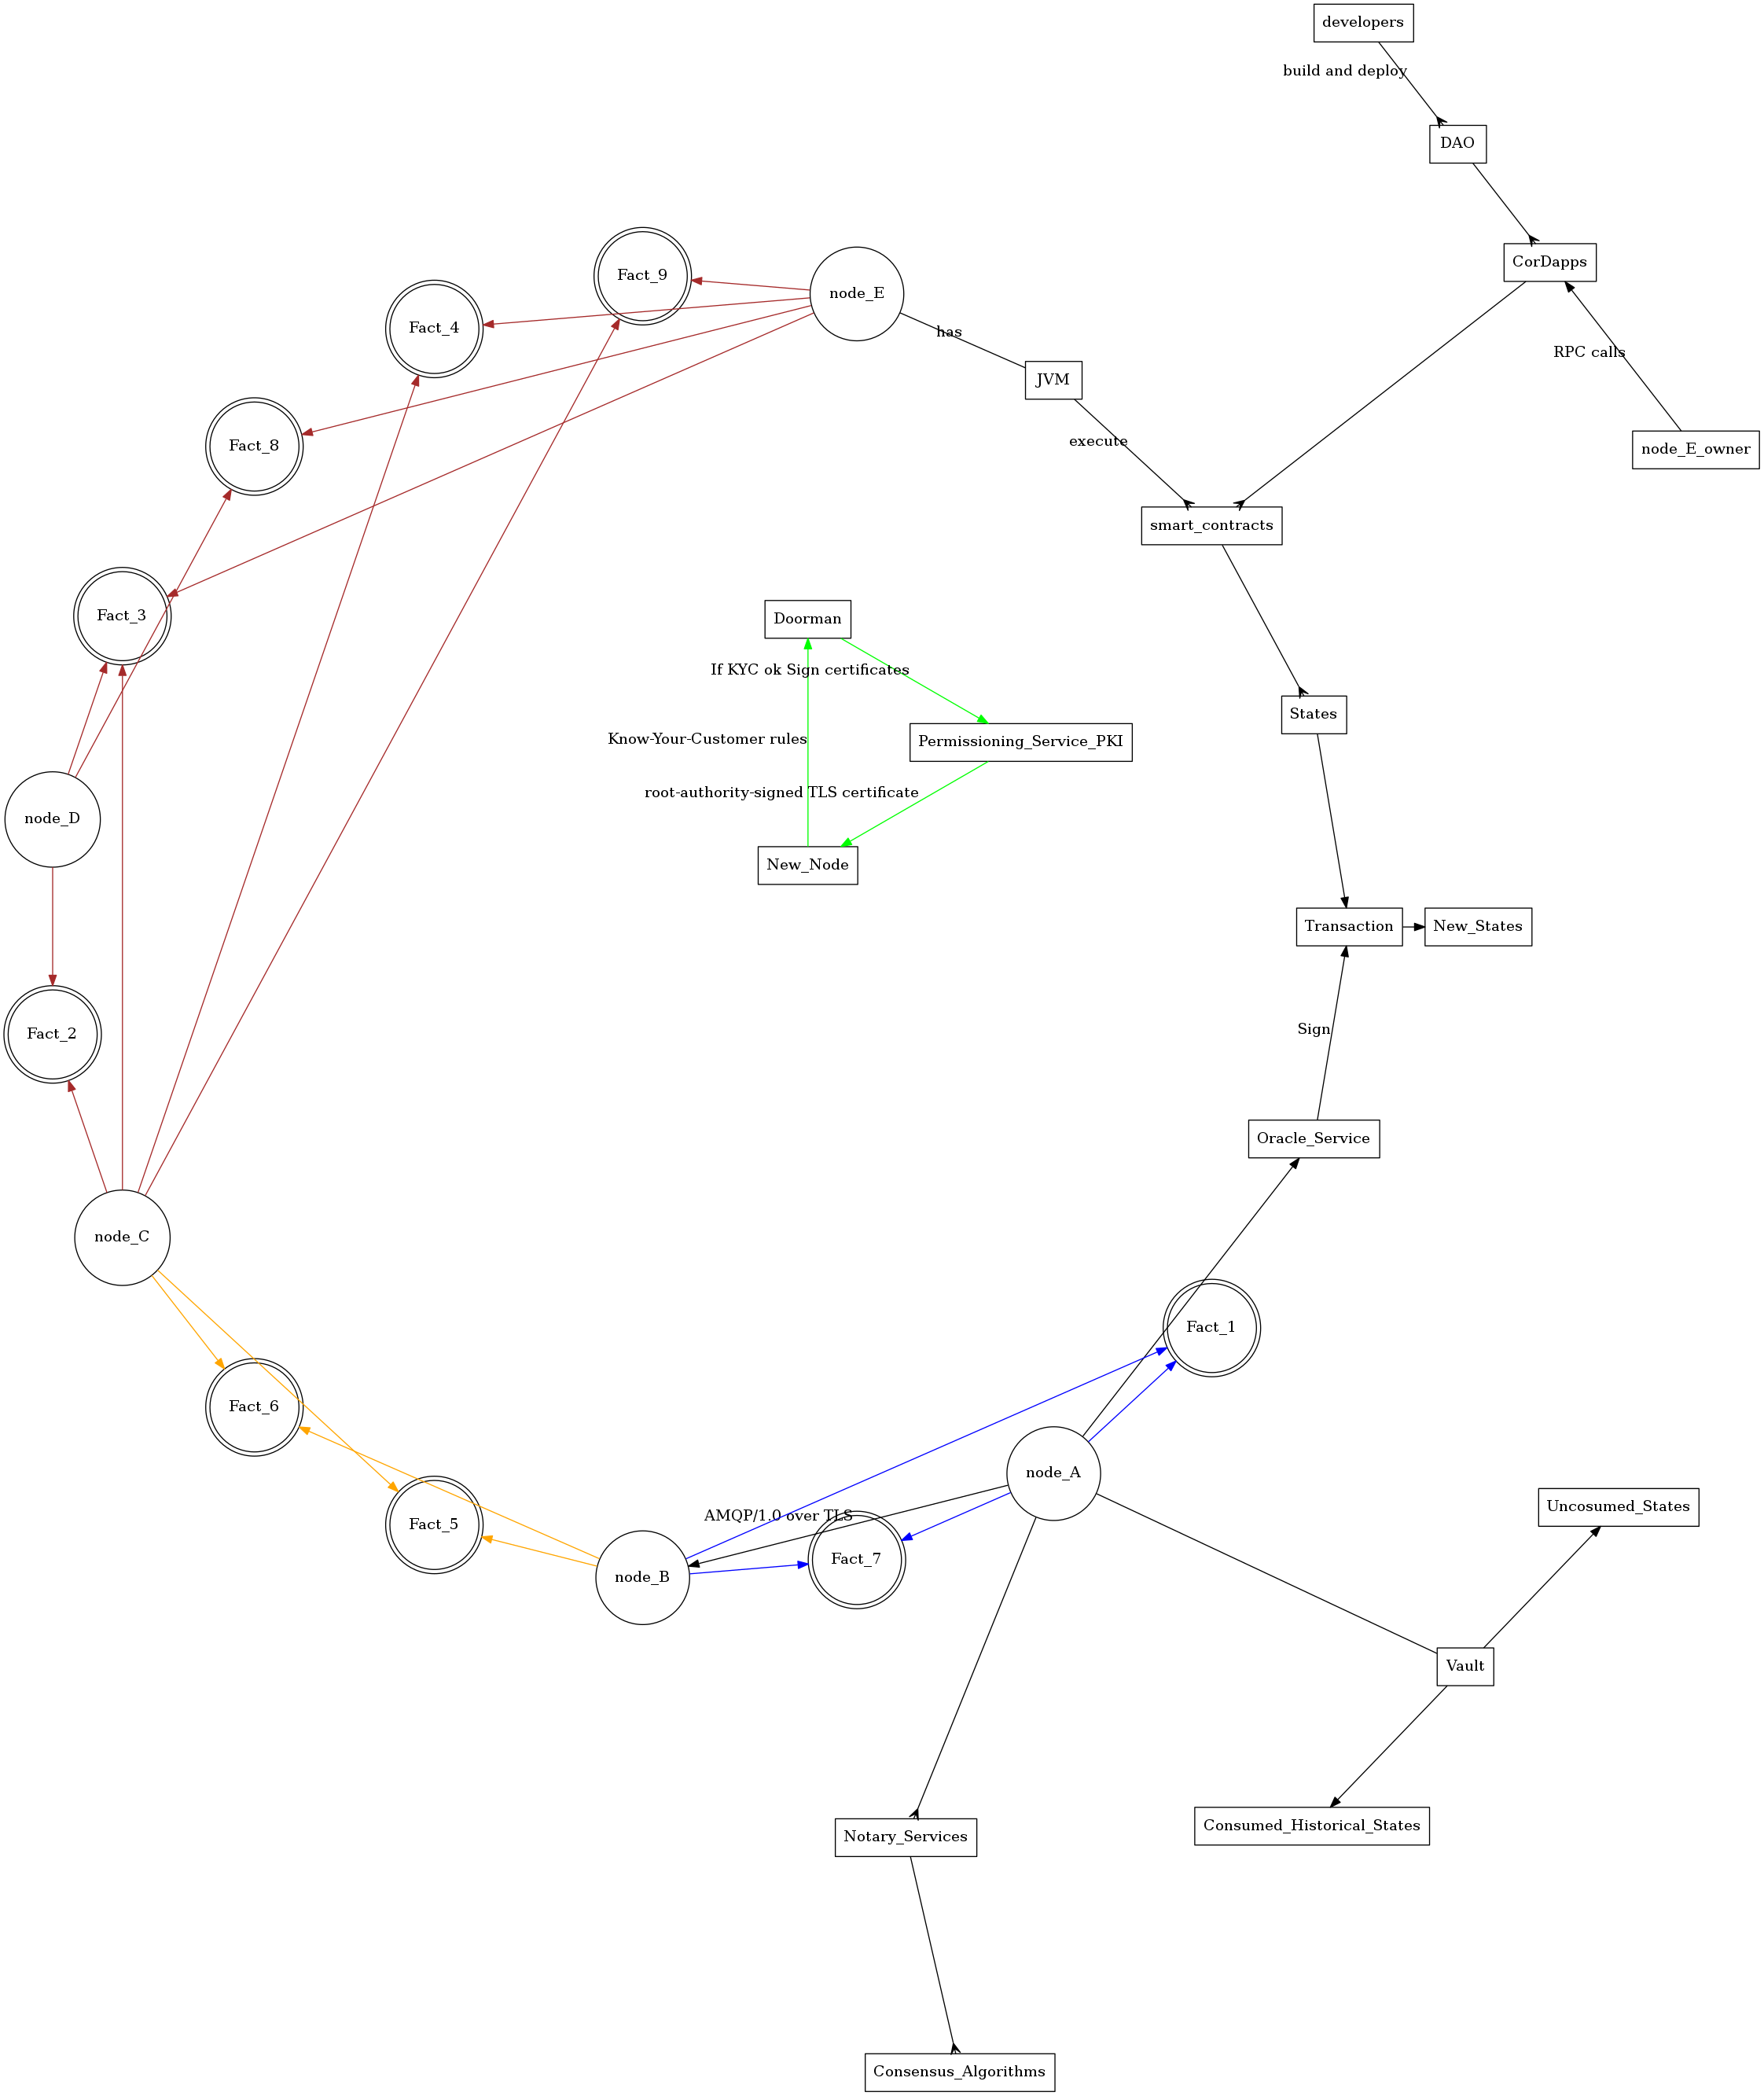 developers
build and deploy
DAO
CorDapps
Fact_9
node_E
Fact_4
has
RPC calls
JVM
execute
Fact_8
node_E_owner
smart_contracts
Fact_3
Doorman
If KYC ok Sign certificates
States
Know-Your-Customer rules
Permissioning_Service_PKI
root-authority-signed TLS certificate
node_D
New_Node
Transaction
New_States
Fact_2
Sign
Oracle_Service
node_C
Fact_1
Fact_6
node_A
Uncosumed_States
AMQP/1.0 over TLS
Fact_5
Fact_7
node_B
Vault
Consumed_Historical_States
Notary_Services
Consensus_Algorithms